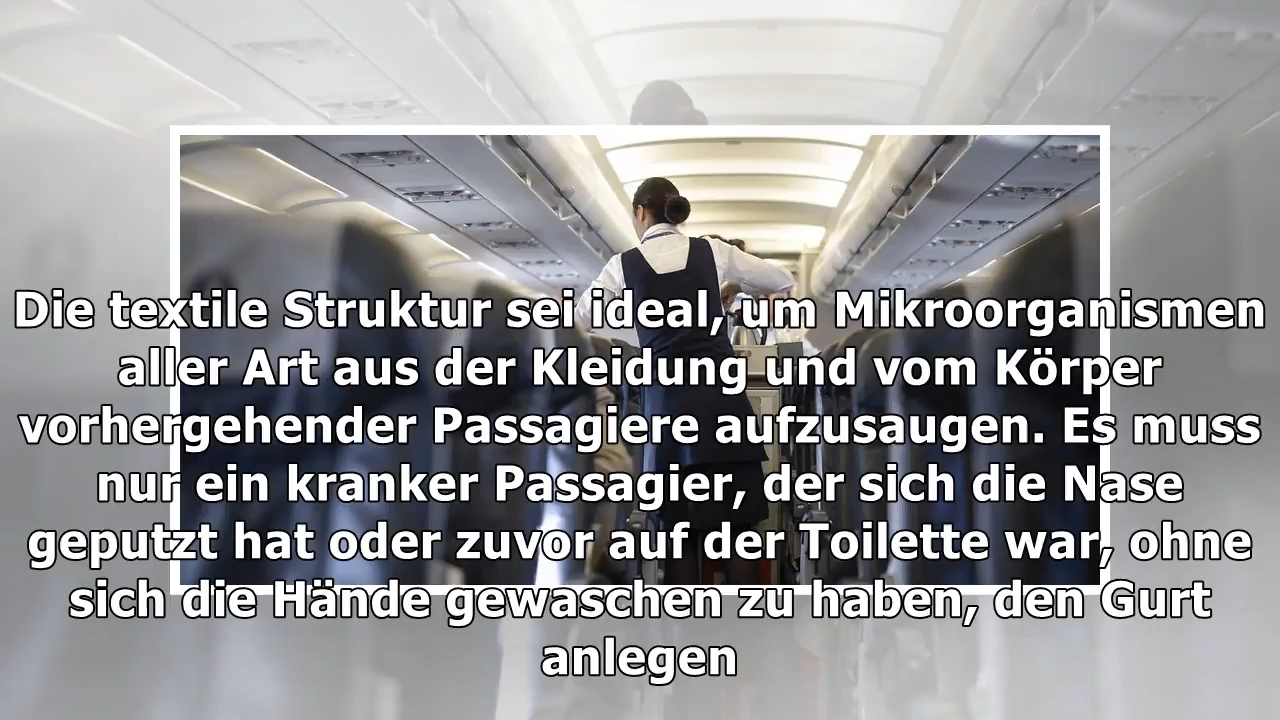 Die textile Struktur sei ideal, um Mikroorganismen
aller Art aus der Kleidung und vom Körper
vorhergehender Passagiere aufzusaugen. Es muss
nur ein kranker Passagier, der sich die Nase
geputzt hat oder zuvor auf der Toilette war, ohne
sich die Hände gewaschen zu haben, den Gurt
anlegen